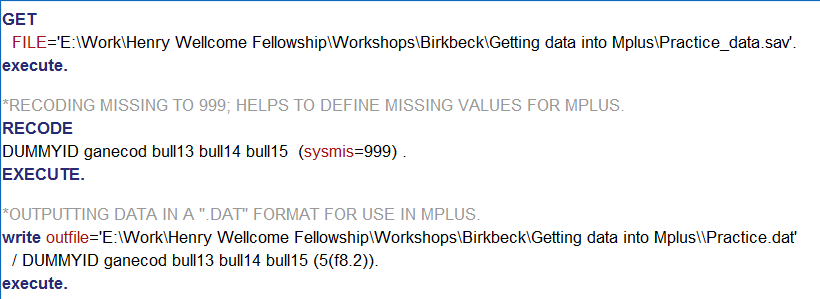 GET
FILE='E:\Work\Henry Wellcome Fellowship\Workshops\Birkbeck\Getting data into Mplus\Practice_data.sav'.
execute.
*RECODING MISSING TO 999; HELPS TO DEFINE MISSING VALUES FOR MPLUS.
RECODE
DUMMYID ganecod bull13 bull14 bull15 (sysmis=999) .
EXECUTE.
*OUTPUTTING DATA IN A ".DAT" FORMAT FOR USE IN MPLUS.
write outfile='E:\Work\Henry Wellcome Fellowship\Workshops\Birkbeck\Getting data into Mplus\\Practice.dat'
/ DUMMYID ganecod bull13 bull14 bull15 (5(f8.2)).
execute.